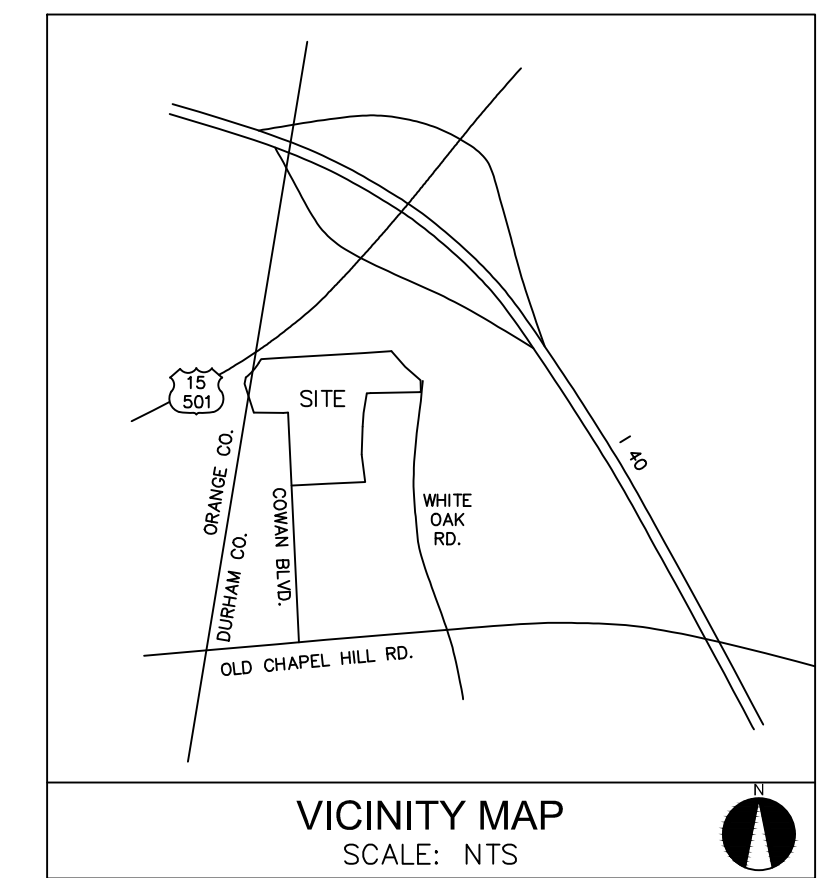 15
501
SITE
I 40
ORANGE CO.
DURHAM CO.
COWAN BLVD.
WHITE
OAK
RD.
OLD CHAPEL HILL RD.
VICINITY MAP
SCALE: NTS
N